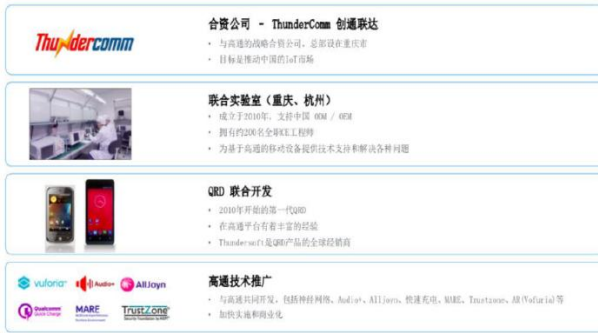 Thundercomm
合资公司 - ThunderComm 创通联达
• 与高通的战略合资公司，总部设在重庆市
• 目标是推动中国的IoT市场
联合实验室（重庆、杭州）
• 成立于2010年，支持中国 ODM / OEM
• 拥有约200名全职CE工程师
• 为基于高通的移动设备提供技术支持和解决各种问题
QRD 联合开发
• 2010年开始的第一代QRD
• 在高通平台有着丰富的经验
• Thundersoft是QRD产品的全球经销商
vuforia
Audio+
AllJoyn
Qualcomm
Quick Charge
MARE
TrustZone
高通技术推广
• 与高通共同开发，包括神经网络、Audio+、Alljoyn、快速充电、MARE、Trustzone、AR(Vuforia)等
• 加快实施和商业化